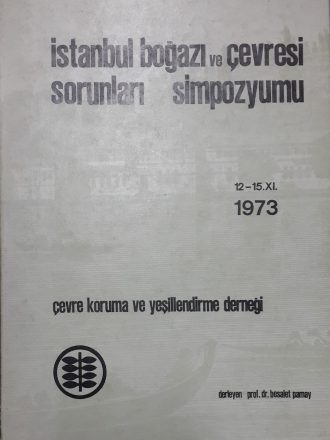 istanbul boğazı ve çevresi
sorunları simpozyumu
12-15.XI.
1973
çevre koruma ve yeşillendirme derneği
derleyen prof. dr. besalet pamay